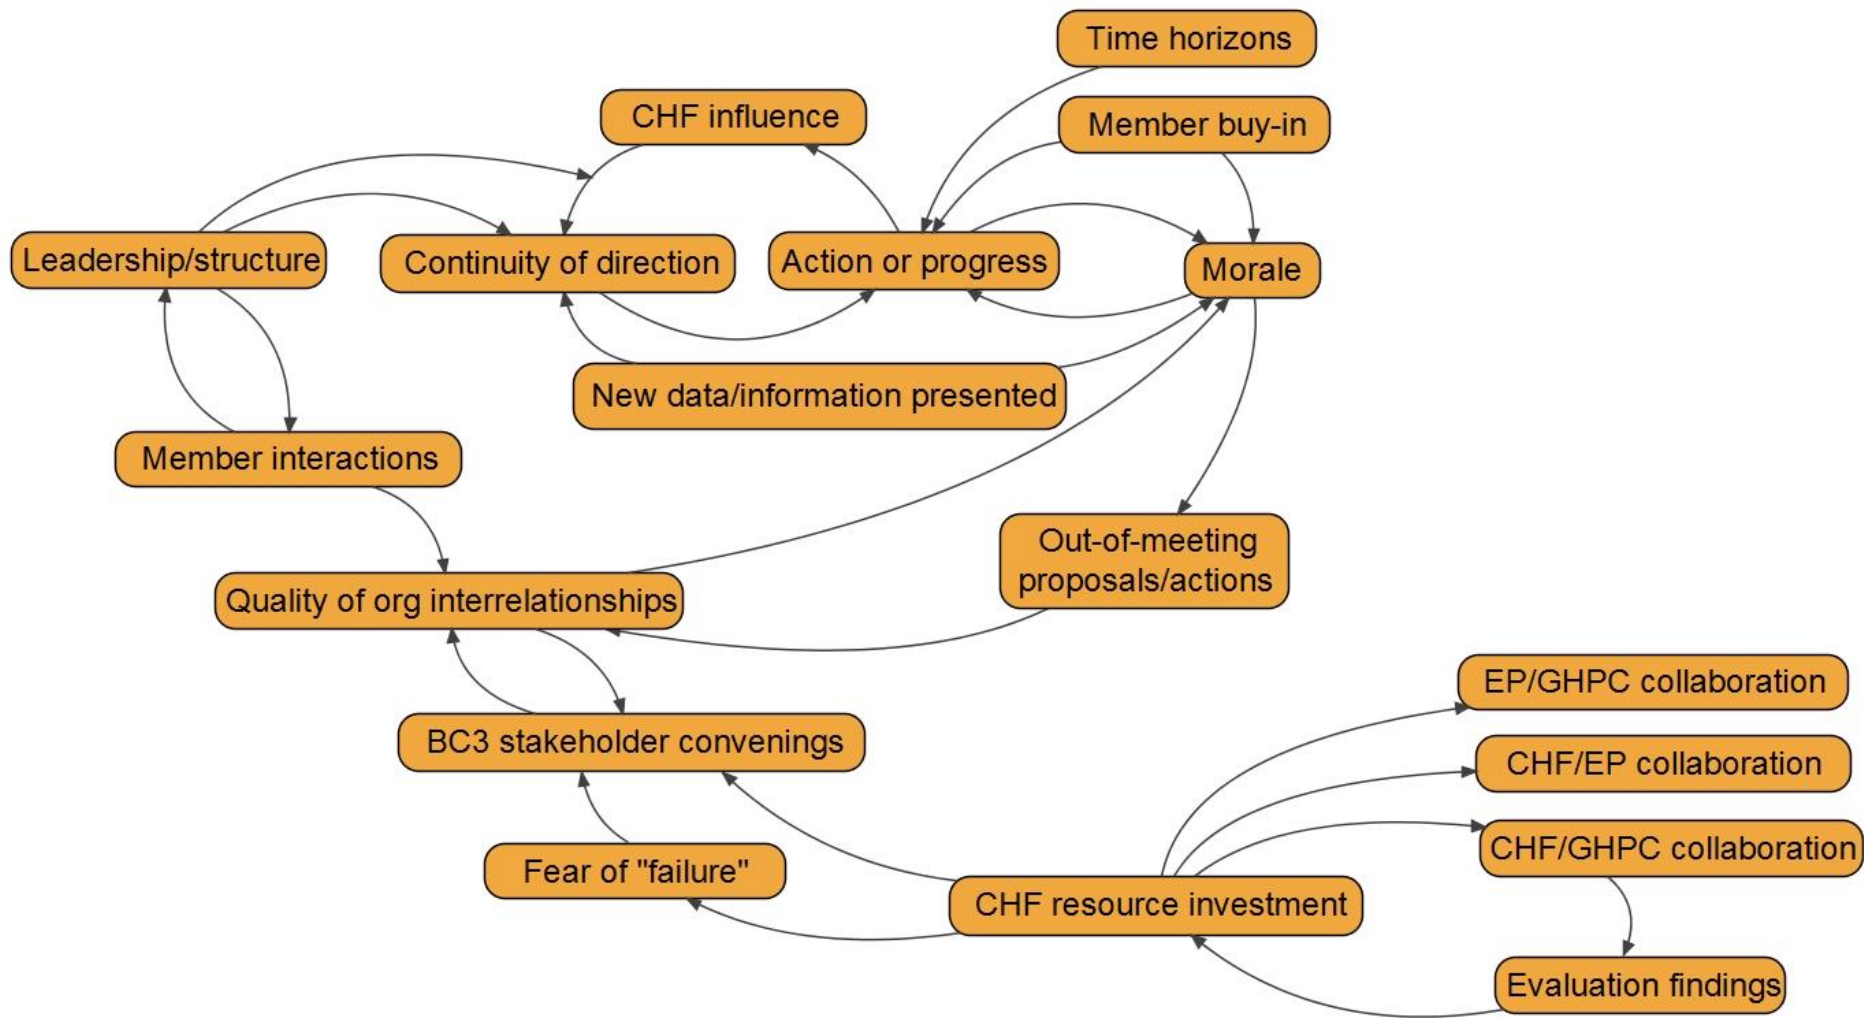 Time horizons
CHF influence
Member buy-in
Leadership/structure
Continuity of direction
Action or progress
Morale
New data/information presented
Member interactions
Out-of-meeting
proposals/actions
Quality of org interrelationships
EP/GHPC collaboration
BC3 stakeholder convenings
CHF/EP collaboration
CHF/GHPC collaboration
Fear of "failure"
CHF resource investment
Evaluation findings